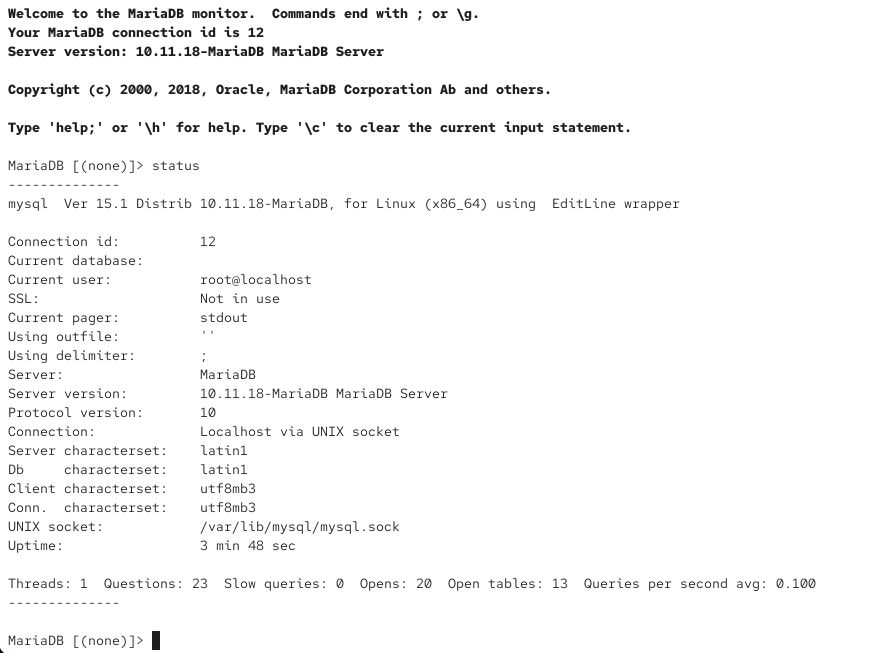 Welcome to the MariaDB monitor.  Commands end with ; or \g.
Your MariaDB connection id is 12
Server version: 10.11.18-MariaDB MariaDB Server

Copyright (c) 2000, 2018, Oracle, MariaDB Corporation Ab and others.

Type 'help;' or '\h' for help. Type '\c' to clear the current input statement.

MariaDB [(none)]> status
--------------
mysql  Ver 15.1 Distrib 10.11.18-MariaDB, for Linux (x86_64) using  EditLine wrapper

Connection id:          12
Current database:
Current user:           root@localhost
SSL:                    Not in use
Current pager:          stdout
Using outfile:          ''
Using delimiter:        ;
Server:                 MariaDB
Server version:         10.11.18-MariaDB MariaDB Server
Protocol version:       10
Connection:             Localhost via UNIX socket
Server characterset:    latin1
Db     characterset:    latin1
Client characterset:    utf8mb3
Conn.  characterset:    utf8mb3
UNIX socket:            /var/lib/mysql/mysql.sock
Uptime:                 3 min 48 sec

Threads: 1  Questions: 23  Slow queries: 0  Opens: 20  Open tables: 13  Queries per second avg: 0.100
--------------

MariaDB [(none)]>